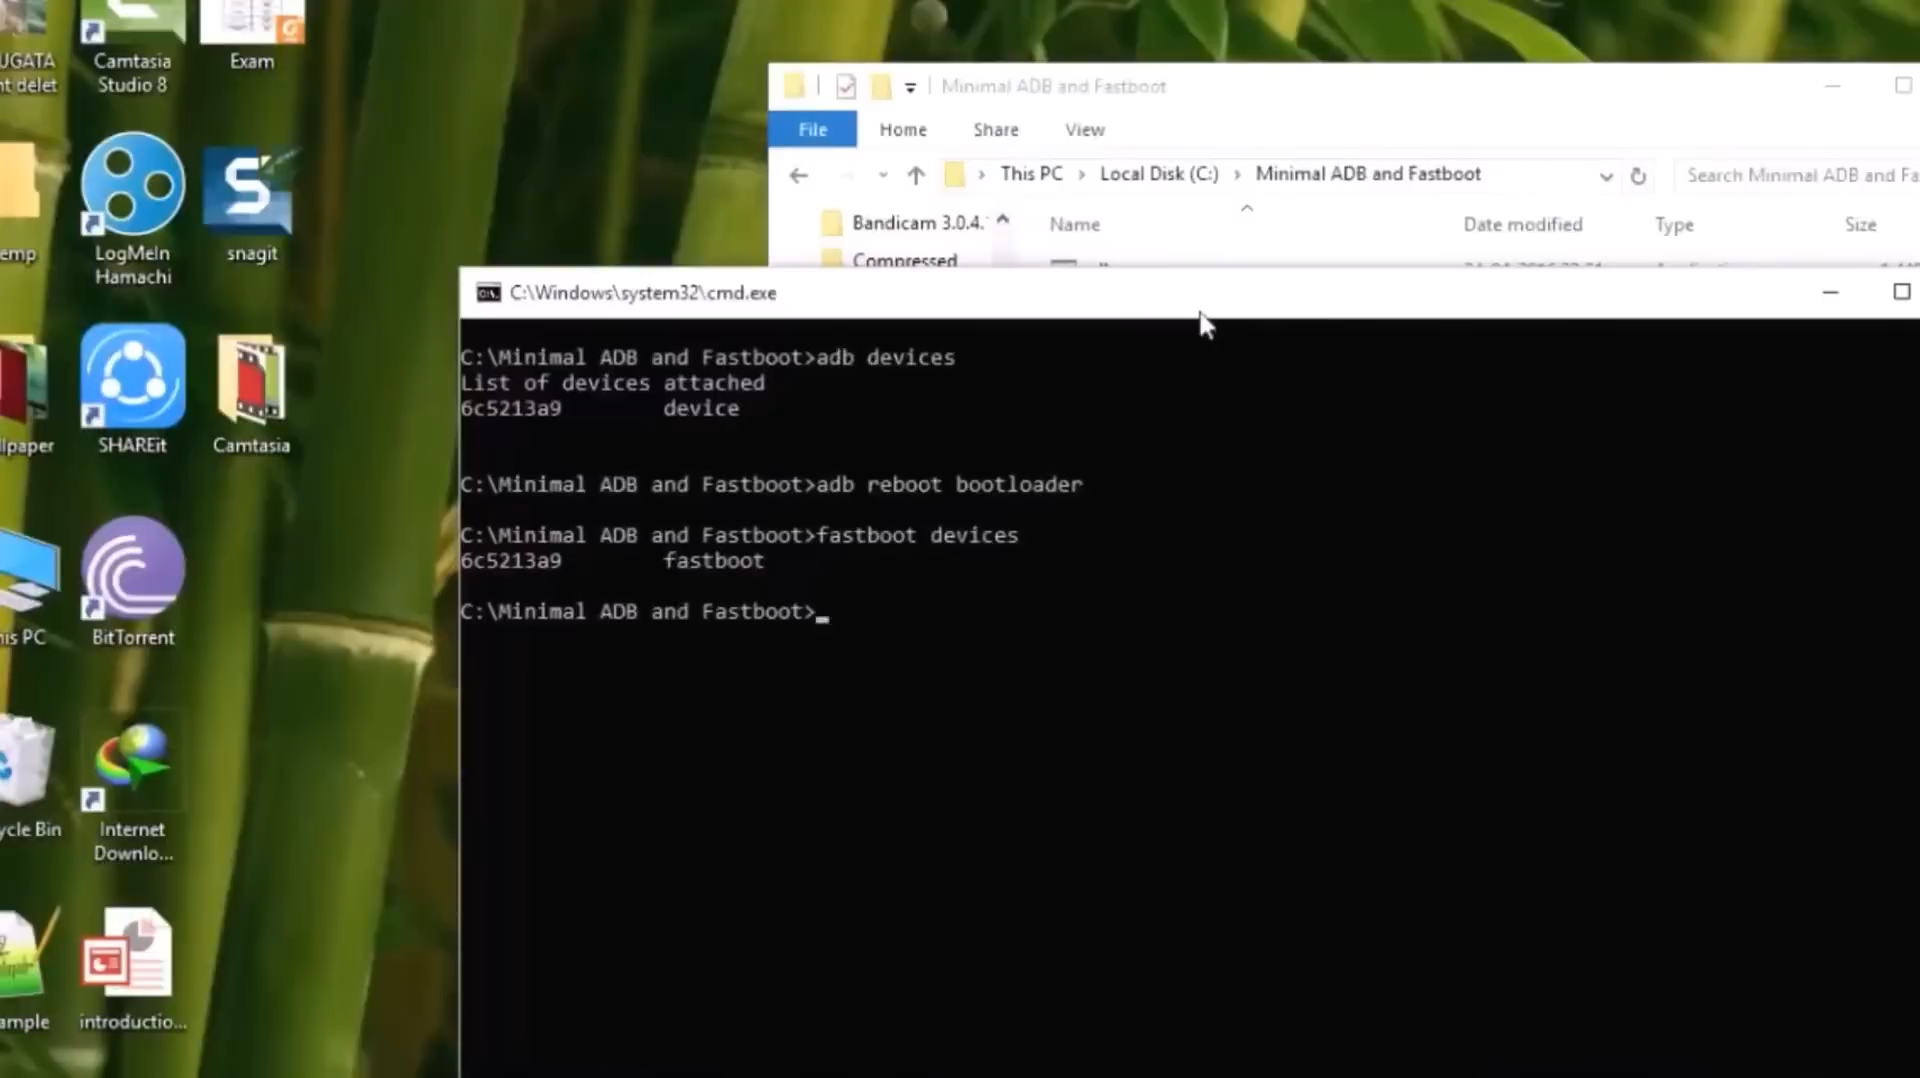 UGATA
nt delet
Camtasia
Studio 8
Exam
emp
LogMeIn
Hamachi
snagit
lpaper
SHAREit
Camtasia
his PC
BitTorrent
ycle Bin
Internet
Downlo...
ample
introductio...
Minimal ADB and Fastboot
File Home Share View
This PC > Local Disk (C:) > Minimal ADB and Fastboot
Search Minimal ADB and Fa
Bandicam 3.0.4.
Name Date modified Type Size
Compressed
C:\Windows\system32\cmd.exe
C:\Minimal ADB and Fastboot>adb devices
List of devices attached
6c5213a9 device
C:\Minimal ADB and Fastboot>adb reboot bootloader
C:\Minimal ADB and Fastboot>fastboot devices
6c5213a9 fastboot
C:\Minimal ADB and Fastboot>